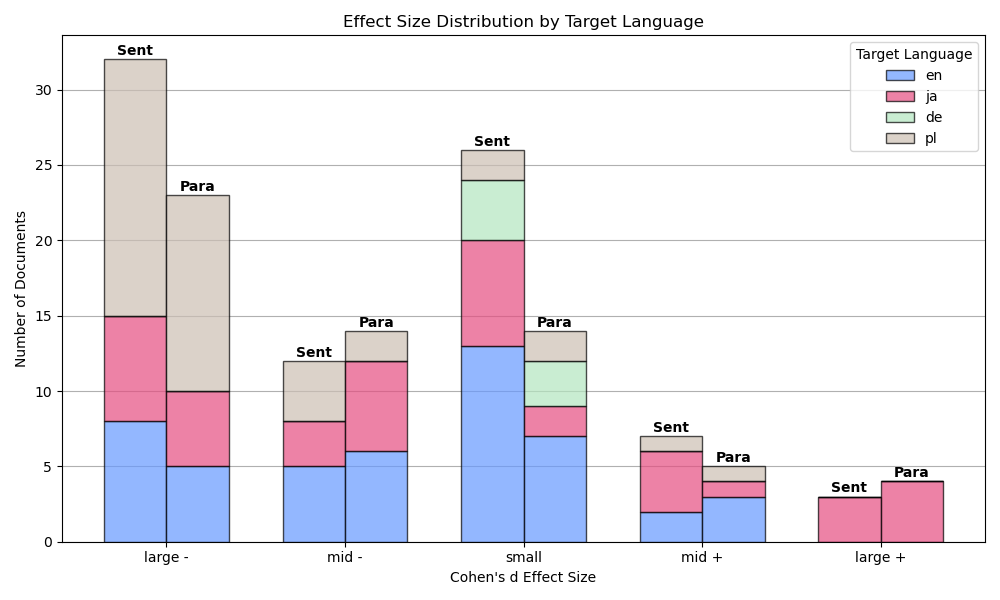 Effect Size Distribution by Target Language
Target Language
en
ja
de
pl
Number of Documents
30
25
20
15
10
5
0
Sent
Para
Sent
Para
Sent
Para
Sent
Para
Sent
Para
large -
mid -
small
mid +
large +
Cohen's d Effect Size